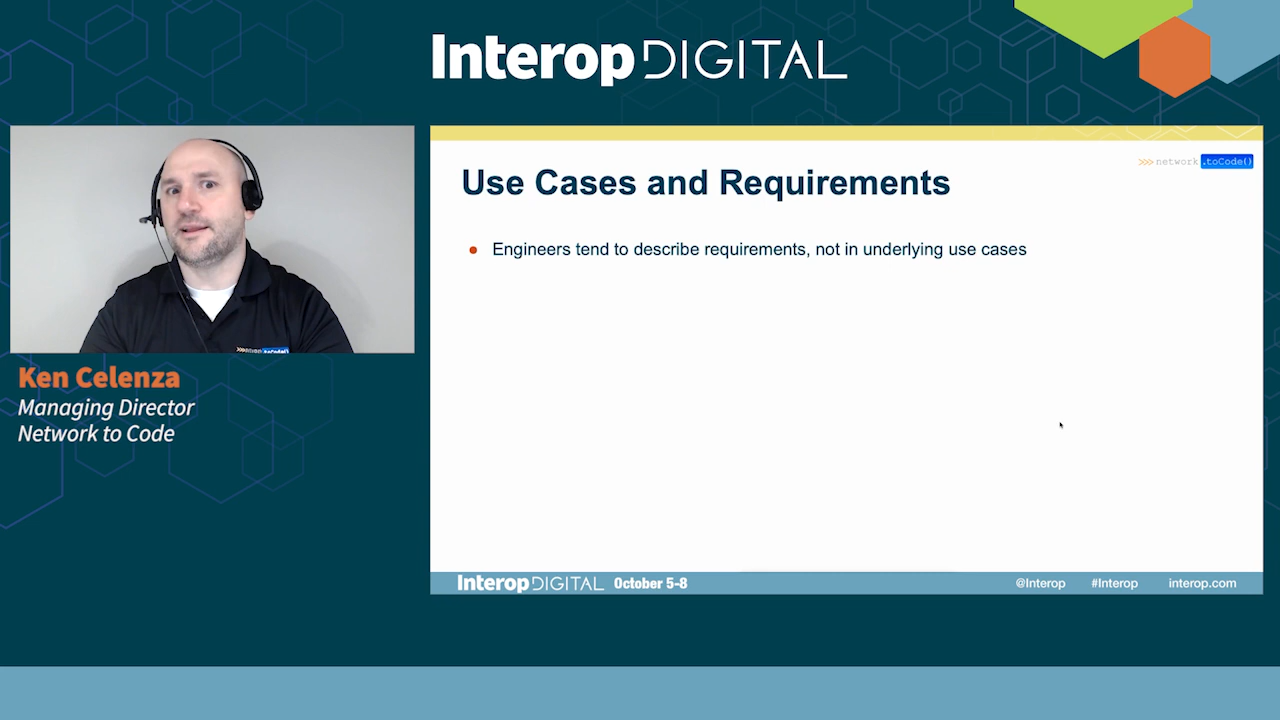 Interop DIGITAL
>>> network .toCode()
Use Cases and Requirements
Engineers tend to describe requirements, not in underlying use cases
Ken Celenza
Managing Director
Network to Code
Interop DIGITAL October 5-8 @Interop #Interop interop.com